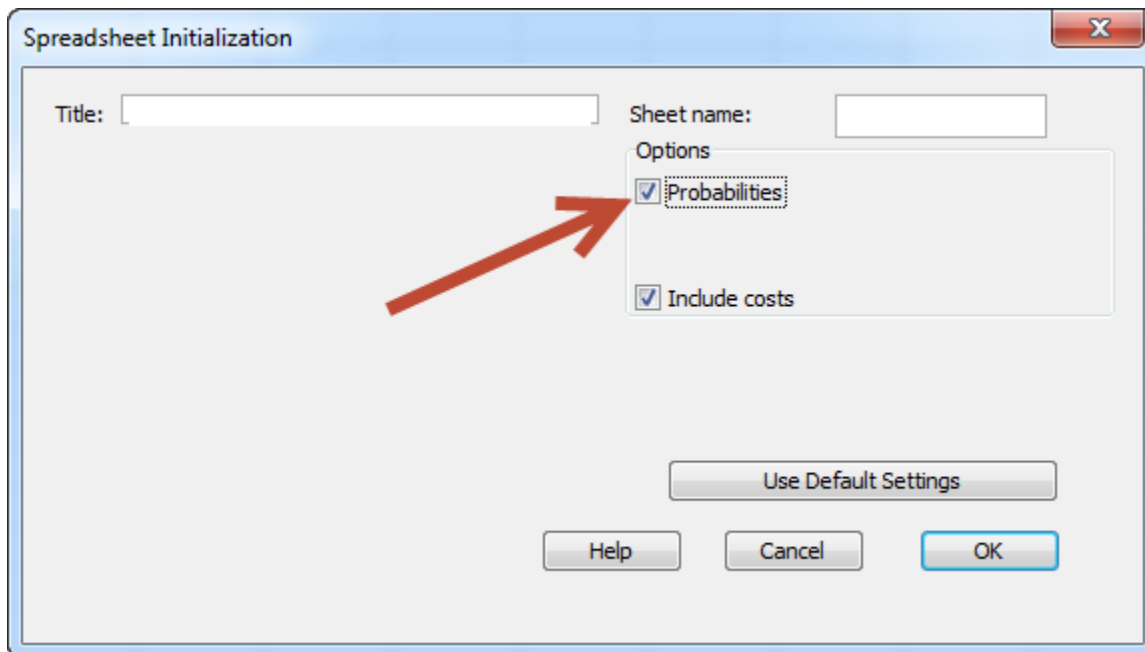 Spreadsheet Initialization
Title:
Sheet name:
Options
Probabilities
Include costs
Use Default Settings
Help
Cancel
OK